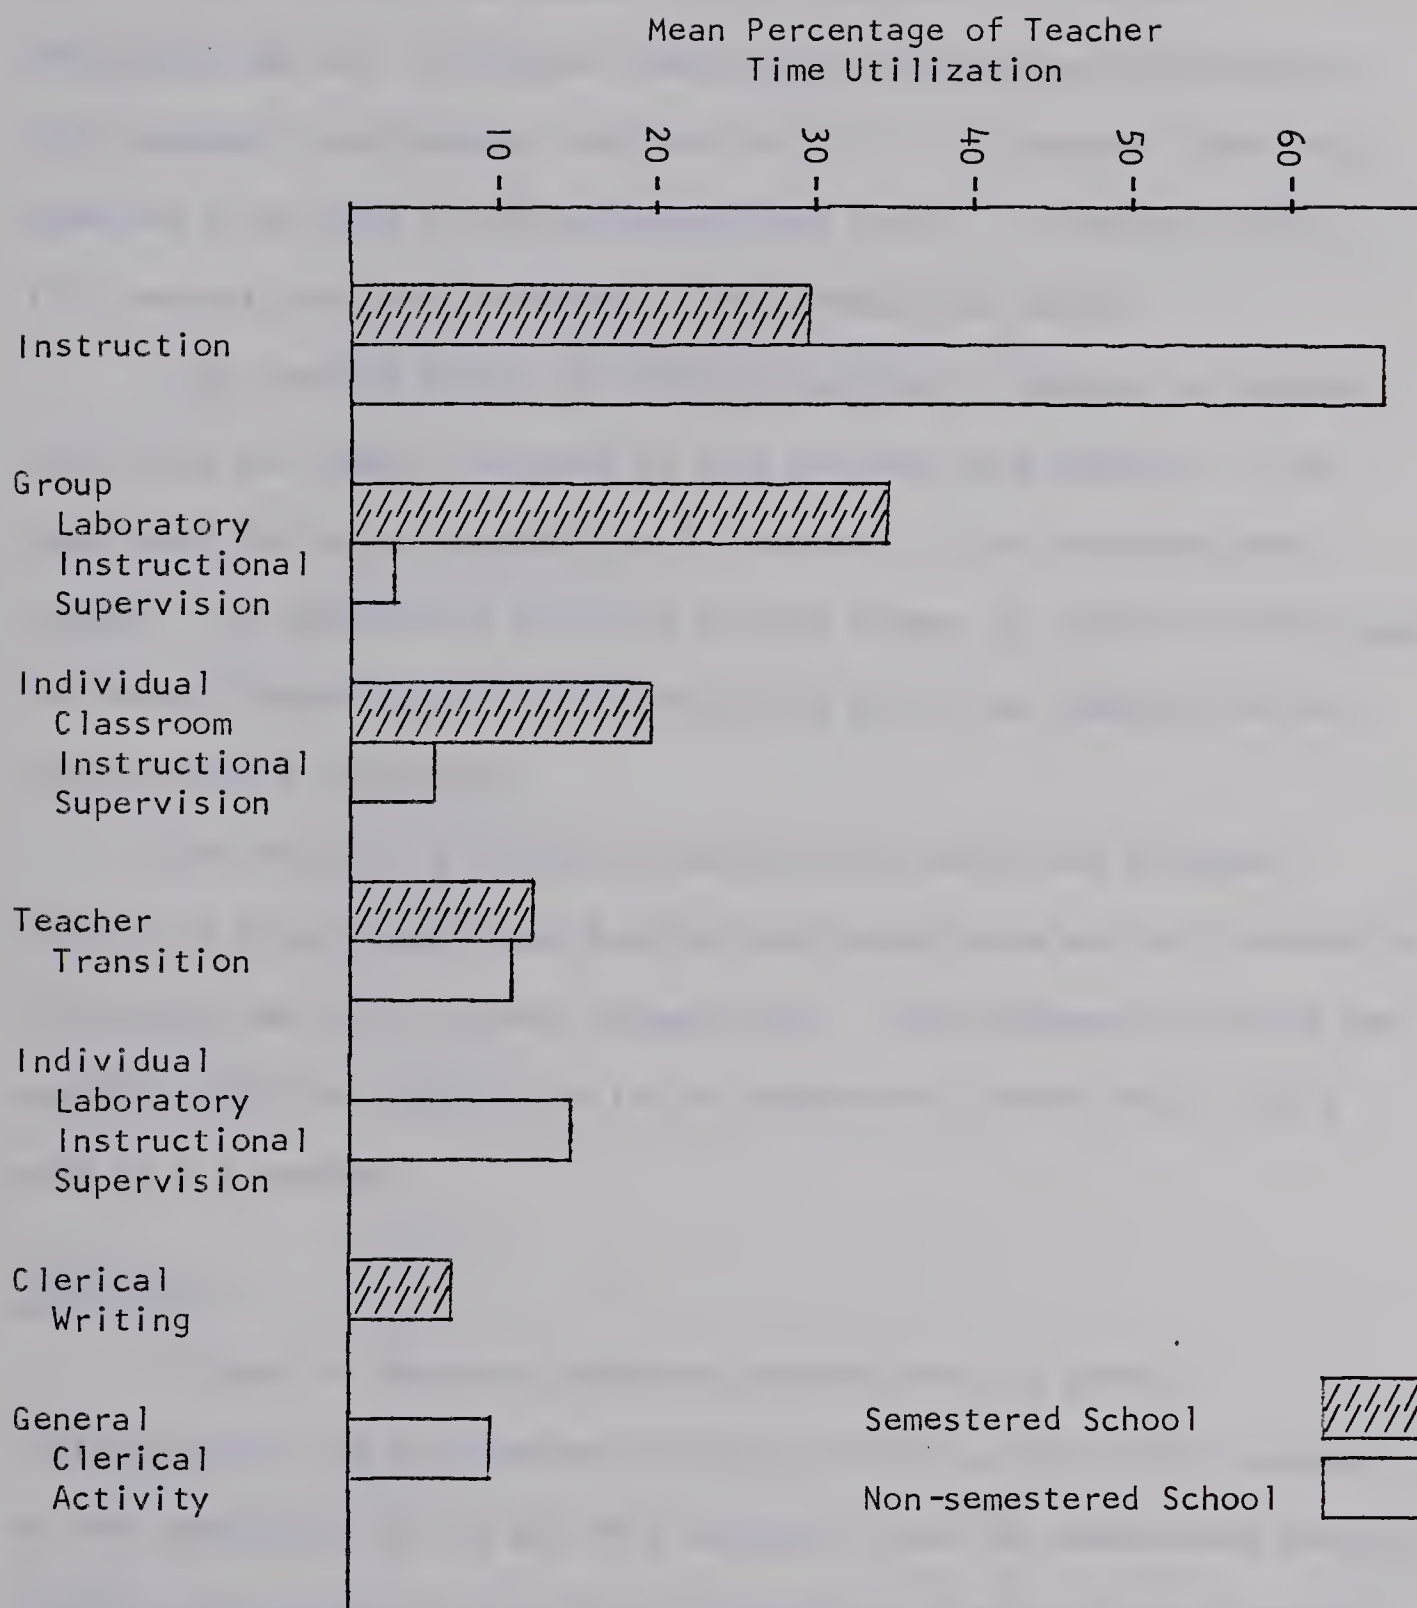 Mean Percentage of Teacher
Time Utilization
10
20
30
40
50
60
Instruction
Group
Laboratory
Instructional
Supervision
Individual
Classroom
Instructional
Supervision
Teacher
Transition
Individual
Laboratory
Instructional
Supervision
Clerical
Writing
General
Clerical
Activity
Semestered School
Non-semestered School